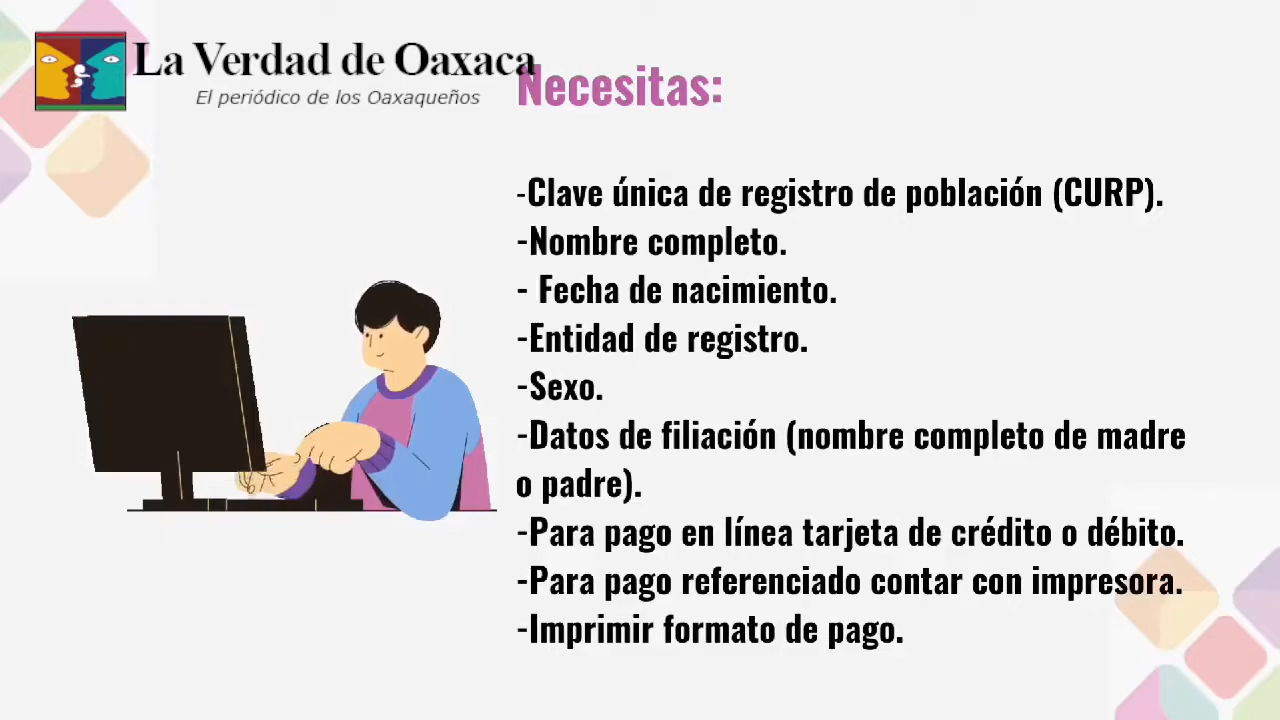 La Verdad de Oaxaca
El periódico de los Oaxaqueños
Necesitas:
-Clave única de registro de población (CURP).
-Nombre completo.
- Fecha de nacimiento.
-Entidad de registro.
-Sexo.
-Datos de filiación (nombre completo de madre
o padre).
-Para pago en línea tarjeta de crédito o débito.
-Para pago referenciado contar con impresora.
-Imprimir formato de pago.